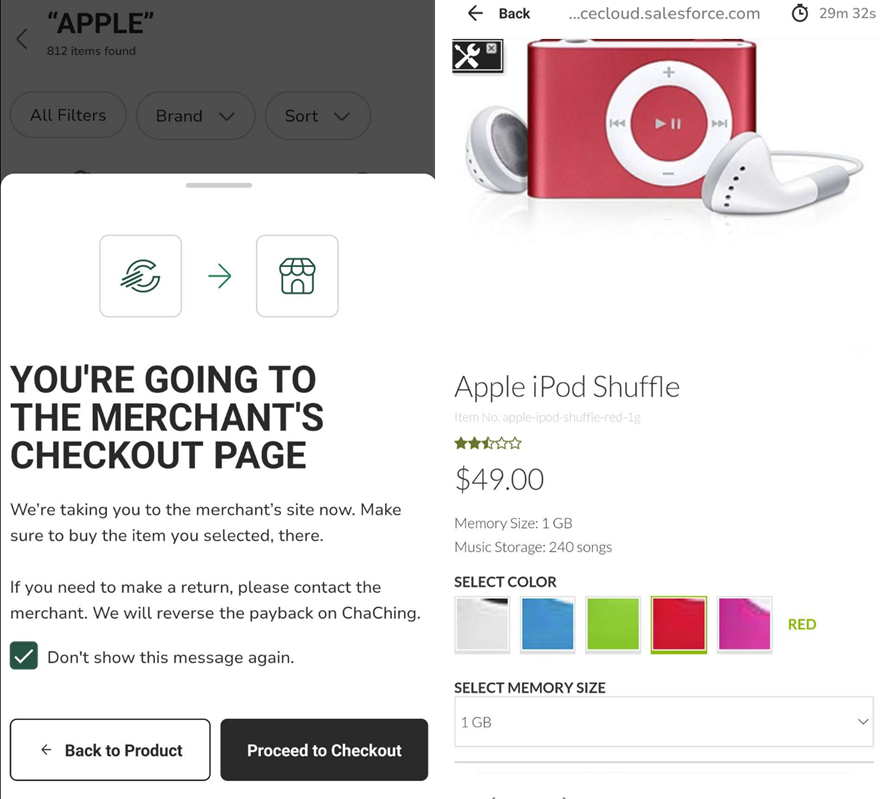 “APPLE”
812 items found
All Filters
Brand
Sort
YOU'RE GOING TO
THE MERCHANT'S
CHECKOUT PAGE
We’re taking you to the merchant’s site now. Make
sure to buy the item you selected, there.
If you need to make a return, please contact the
merchant. We will reverse the payback on ChaChing.
Don't show this message again.
Back to Product
Proceed to Checkout
Back
...cecloud.salesforce.com
29m 32s
Apple iPod Shuffle
Item No. apple-ipod-shuffle-red-1g
$49.00
Memory Size: 1 GB
Music Storage: 240 songs
SELECT COLOR
RED
SELECT MEMORY SIZE
1 GB